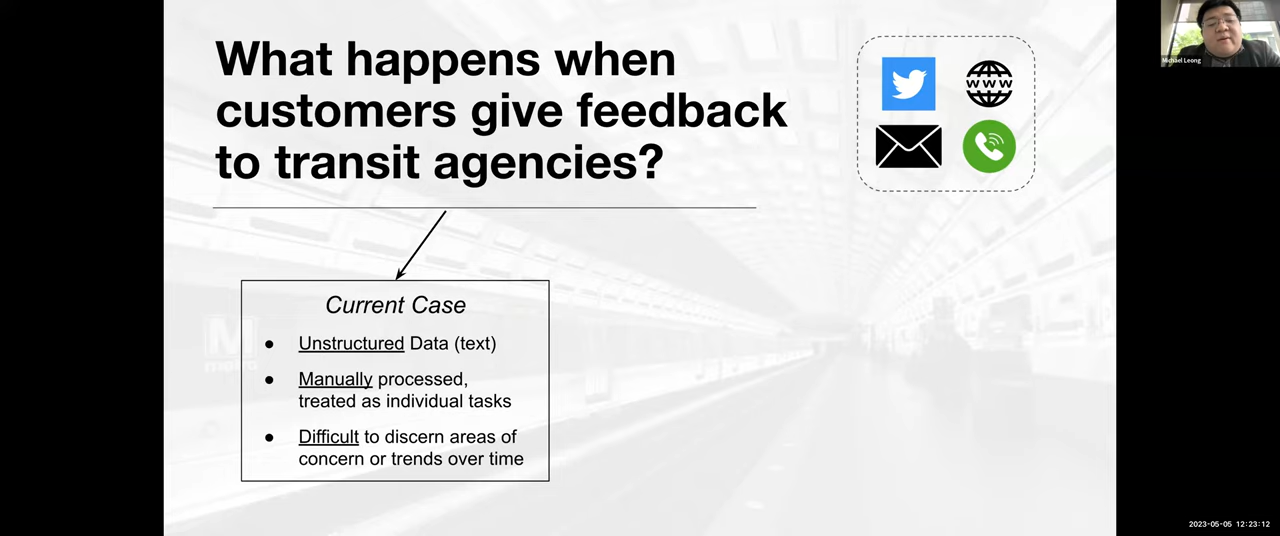 What happens when
customers give feedback
to transit agencies?
WWW
Current Case
● Unstructured Data (text)
● Manually processed,
treated as individual tasks
● Difficult to discern areas of
concern or trends over time
M
metro
Michael Leong
2023-05-05 12:23:12